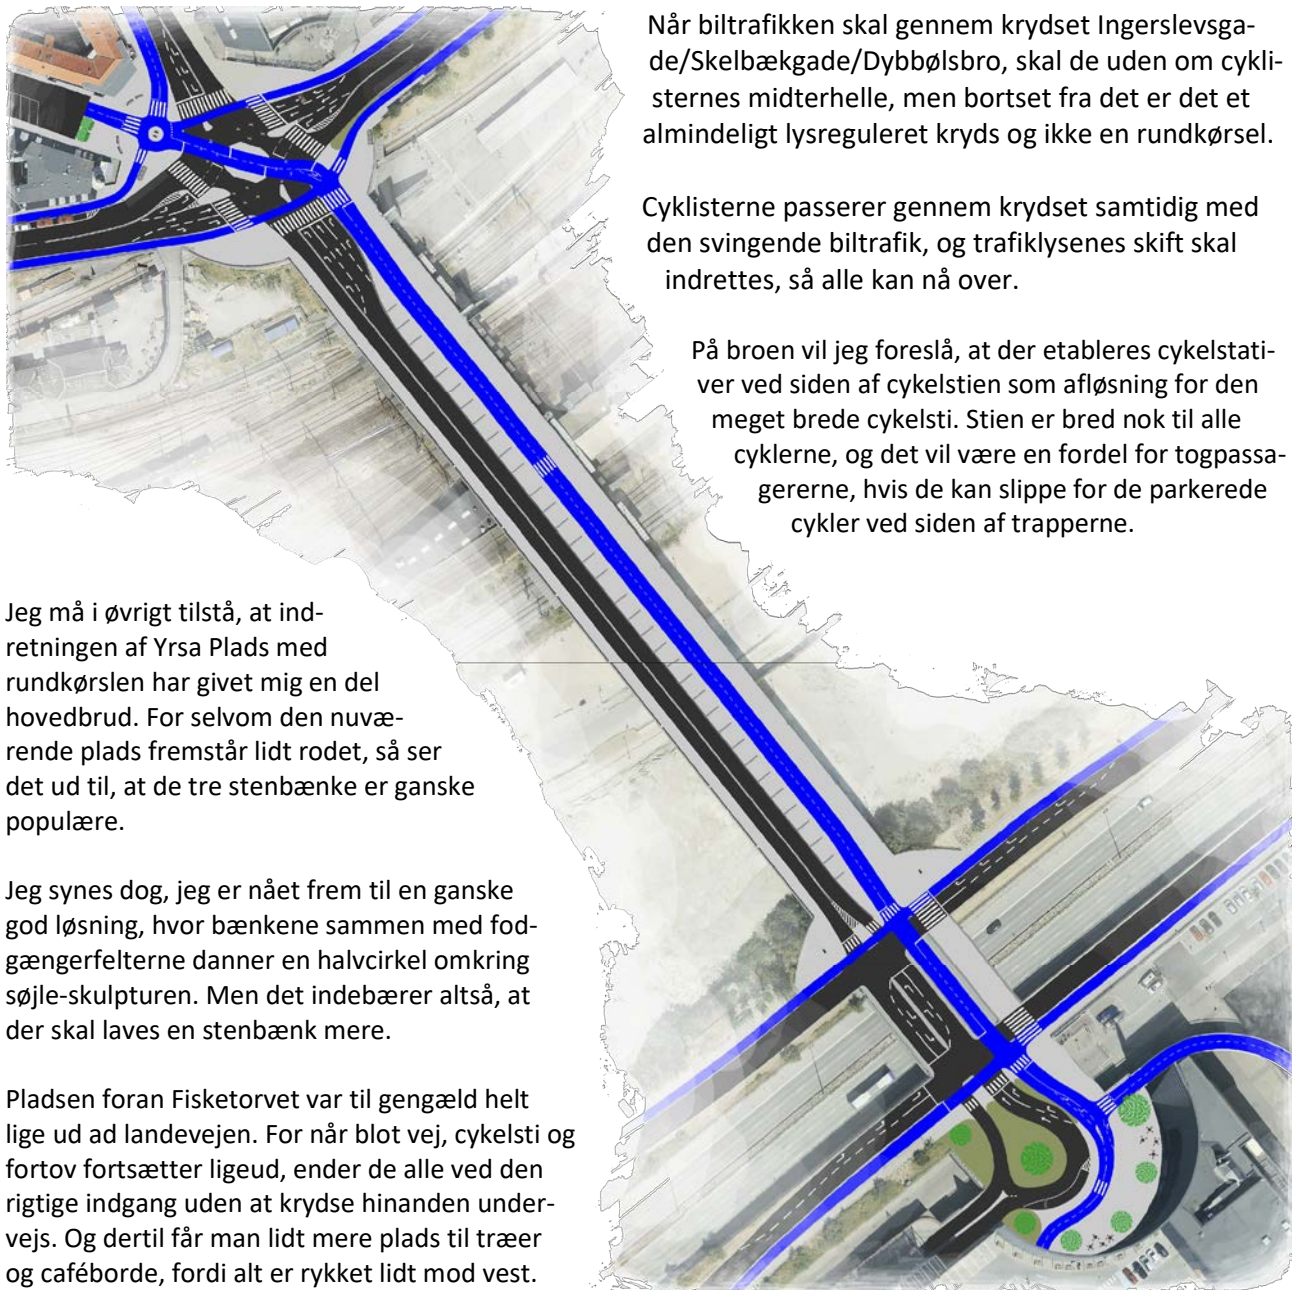 Når biltrafikken skal gennem krydset Ingerslevsga-
de/Skelbækgade/Dybbølsbro, skal de uden om cykli-
sternes midterhelle, men bortset fra det er det et
almindeligt lysreguleret kryds og ikke en rundkørsel.
Cyklisterne passerer gennem krydset samtidig med
den svingende biltrafik, og trafiklysenes skift skal
indrettes, så alle kan nå over.
På broen vil jeg foreslå, at der etableres cykelstati-
ver ved siden af cykelstien som afløsning for den
meget brede cykelsti. Stien er bred nok til alle
cyklerne, og det vil være en fordel for togpassa-
gererne, hvis de kan slippe for de parkerede
cykler ved siden af trapperne.
Jeg må i øvrigt tilstå, at ind-
retningen af Yrsa Plads med
rundkørslen har givet mig en del
hovedbrud. For selvom den nuvæ-
rende plads fremstår lidt rodet, så ser
det ud til, at de tre stenbænke er ganske
populære.
Jeg synes dog, jeg er nået frem til en ganske
god løsning, hvor bænkene sammen med fod-
gængerfelterne danner en halvcirkel omkring
søjle-skulpturen. Men det indebærer altså, at
der skal laves en stenbænk mere.
Pladsen foran Fisketorvet var til gengæld helt
lige ud ad landevejen. For når blot vej, cykelsti og
fortov fortsætter ligeud, ender de alle ved den
rigtige indgang uden at krydse hinanden under-
vejs. Og dertil får man lidt mere plads til træer
og caféborde, fordi alt er rykket lidt mod vest.